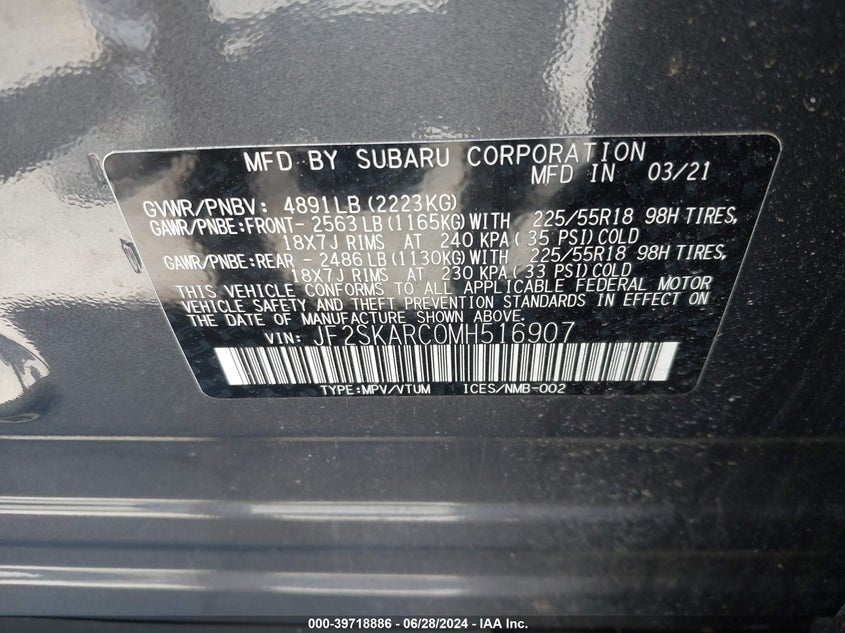 MFD BY SUBARU CORPORATION
MFD IN 03/21
GVWR/PNBV: 4891LB (2223KG)
GAWR/PNBE:FRONT- 2563LB (1165KG) WITH 225/55R18 98H TIRES,
18X7J RIMS AT 240 KPA ( 35 PSI) COLD
GAWR/PNBE:REAR - 2486LB (1130KG) WITH 225/55R18 98H TIRES,
18X7J RIMS AT 230 KPA ( 33 PSI) COLD
THIS VEHICLE CONFORMS TO ALL APPLICABLE FEDERAL MOTOR
VEHICLE SAFETY AND THEFT PREVENTION STANDARDS IN EFFECT ON
THE DATE OF MANUFACTURE SHOWN ABOVE.
VIN: JF2SKARC0MH516907
TYPE:MPV/VTUM ICES/NMB-002
000-39718886 - 06/28/2024 - IAA Inc.